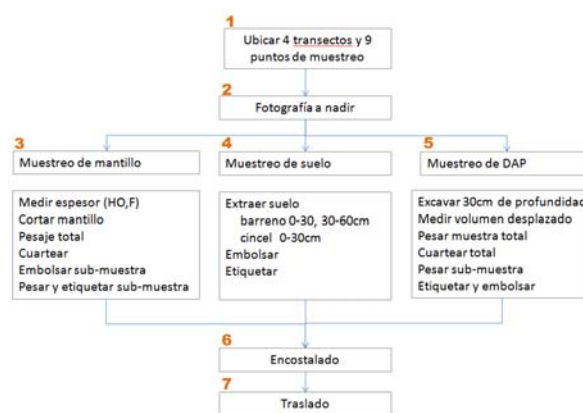 1
Ubicar 4 transectos y 9
puntos de muestreo
2
Fotografía a nadir
3
Muestreo de mantillo
Medir espesor (HO,F)
Cortar mantillo
Pesaje total
Cuartear
Embolsar sub-muestra
Pesar y etiquetar sub-muestra
4
Muestreo de suelo
Extraer suelo
barreno 0-30, 30-60cm
cincel 0-30cm
Embolsar
Etiquetar
5
Muestreo de DAP
Excavar 30cm de profundidad
Medir volumen desplazado
Pesar muestra total
Cuartear total
Pesar sub-muestra
Etiquetar y embolsar
6
Encostalado
7
Traslado